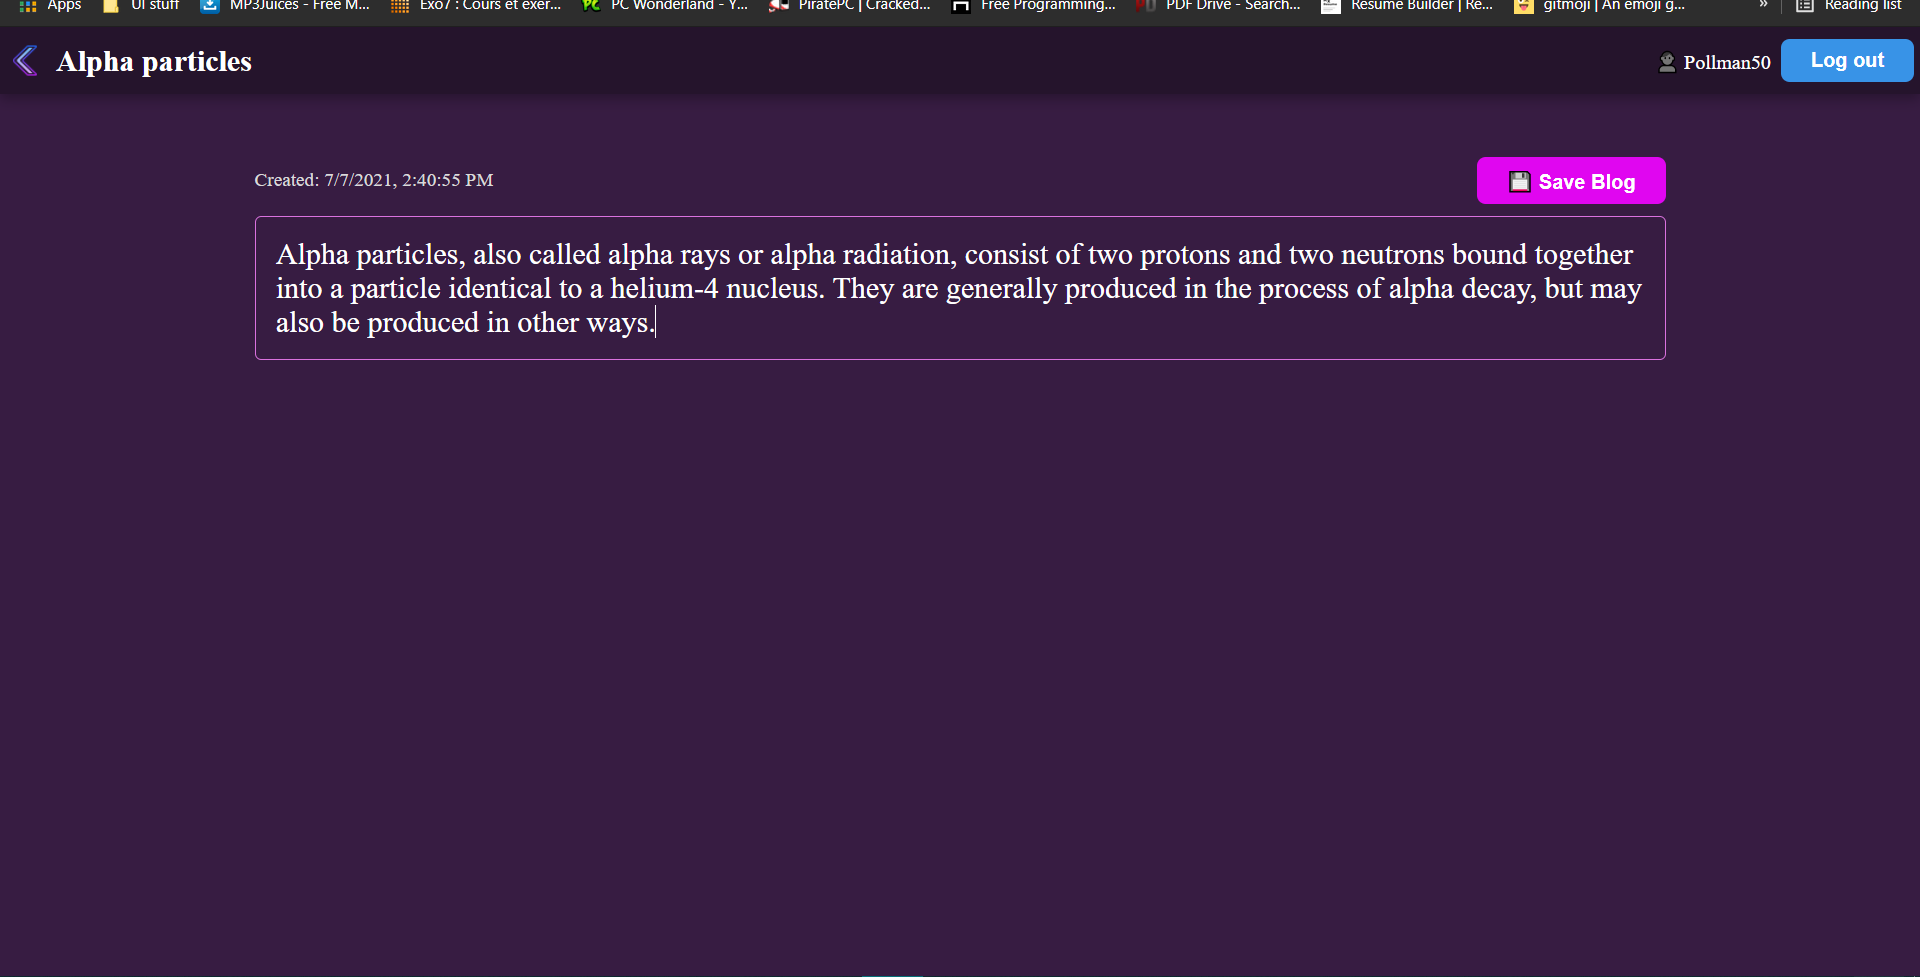 Apps UI stuff MP3Juices - Free M... Exo7 : Cours et exer... PC Wonderland - Y... PiratePC | Cracked... Free Programming... PDF Drive - Search... Resume Builder | Re... gitmoji | An emoji g... » Reading list
Alpha particles Pollman50 Log out
Created: 7/7/2021, 2:40:55 PM Save Blog
Alpha particles, also called alpha rays or alpha radiation, consist of two protons and two neutrons bound together
into a particle identical to a helium-4 nucleus. They are generally produced in the process of alpha decay, but may
also be produced in other ways.